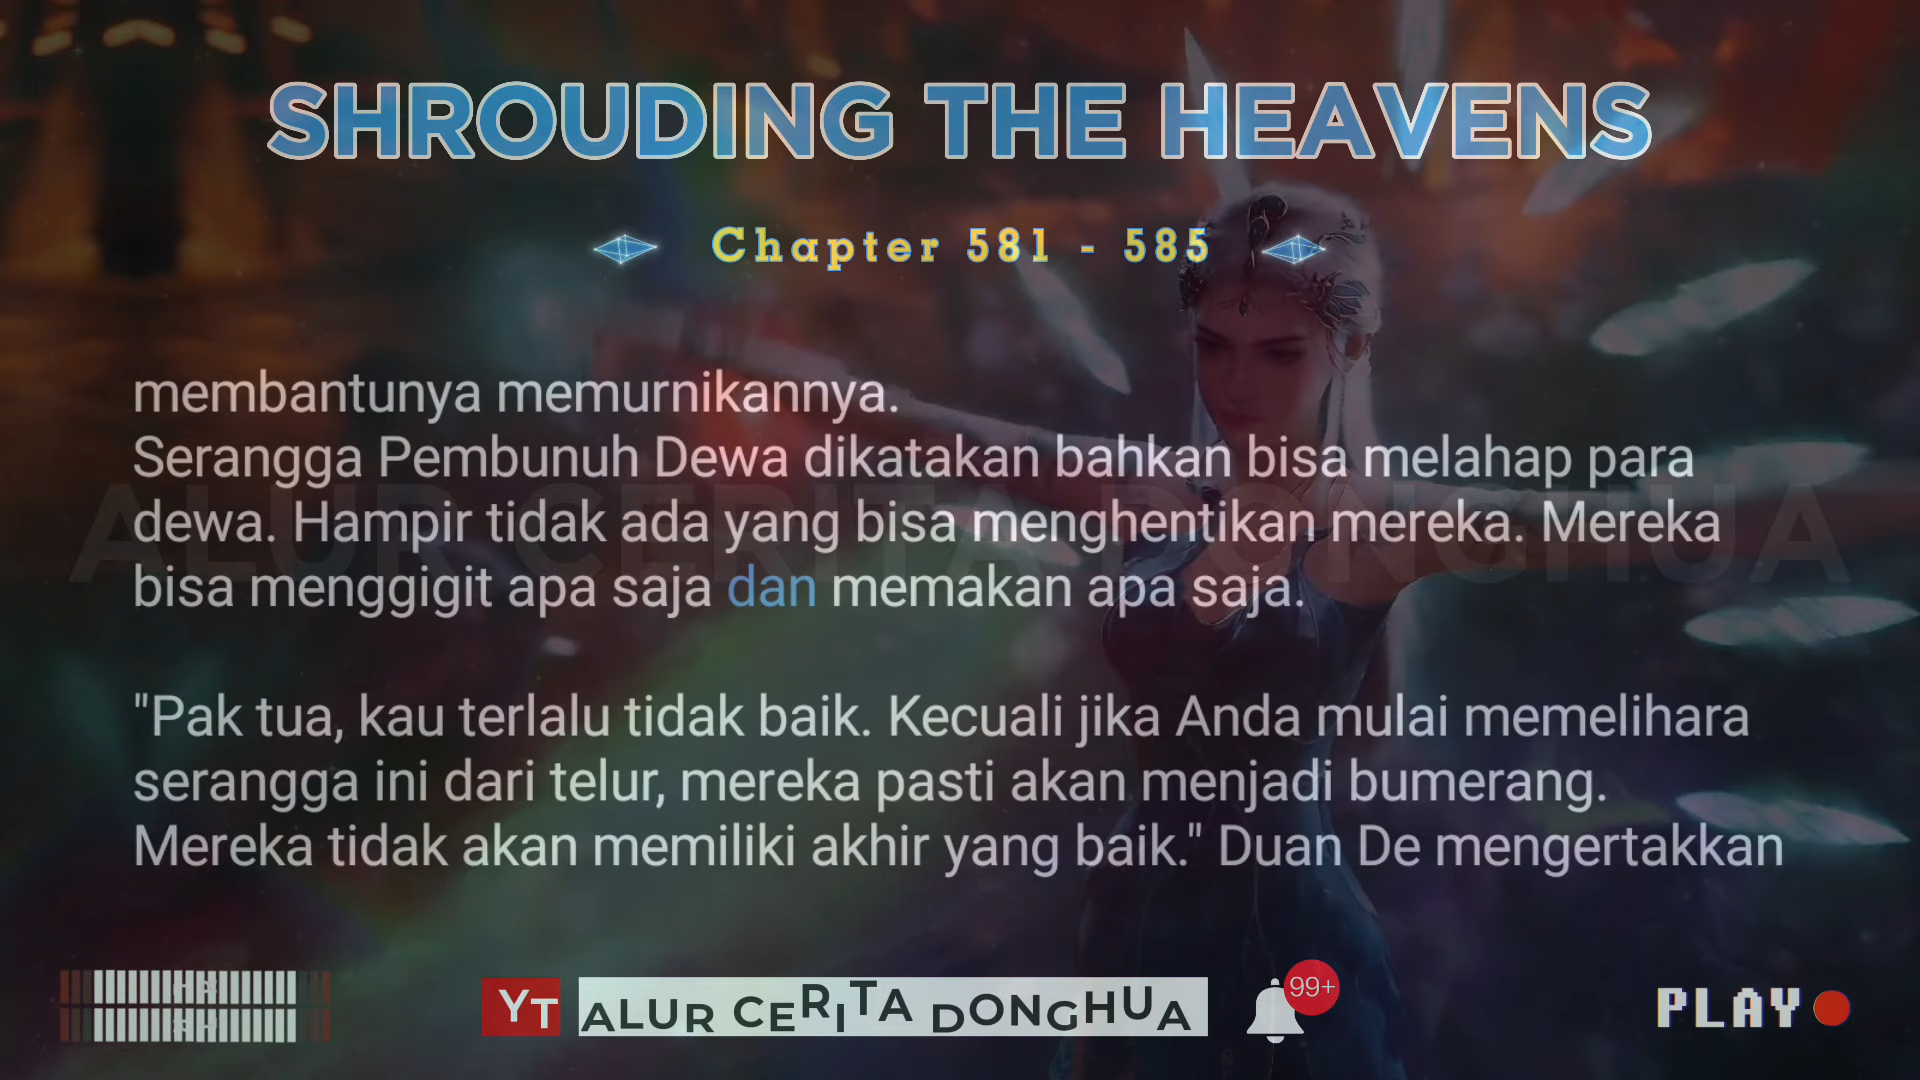 SHROUDING THE HEAVENS
Chapter 581 - 585
membantunya memurnikannya.
Serangga Pembunuh Dewa dikatakan bahkan bisa melahap para
dewa. Hampir tidak ada yang bisa menghentikan mereka. Mereka
ALUR CERITA DONGHUA
bisa menggigit apa saja dan memakan apa saja.
"Pak tua, kau terlalu tidak baik. Kecuali jika Anda mulai memelihara
serangga ini dari telur, mereka pasti akan menjadi bumerang.
Mereka tidak akan memiliki akhir yang baik." Duan De mengertakkan
YT ALUR CERITA DONGHUA
99+
PLAY